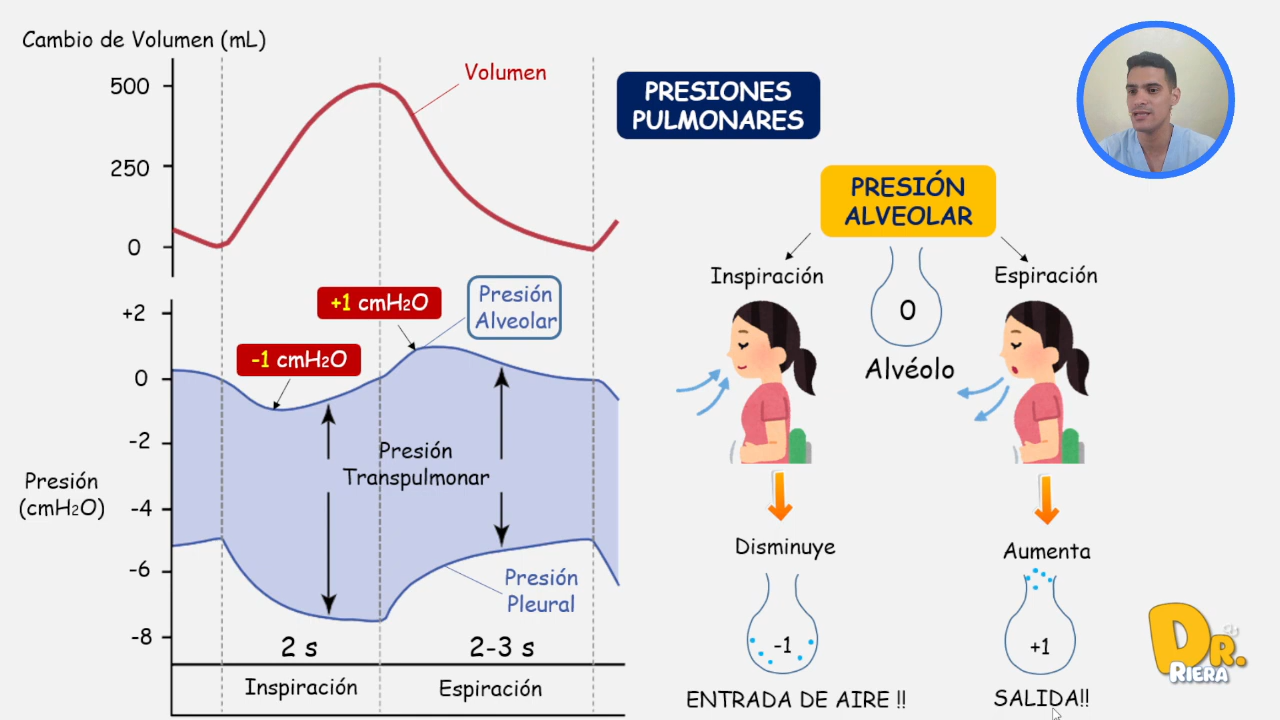 Cambio de Volumen (mL)
500
250
0
Volumen
PRESIONES
PULMONARES
PRESIÓN
ALVEOLAR
Inspiración
Espiración
0
Alvéolo
+2
0
-2
-4
-6
-8
Presión
(cmH2O)
+1 cmH2O
-1 cmH2O
Presión
Alveolar
Presión
Transpulmonar
Presión
Pleural
2 s
2-3 s
Inspiración
Espiración
Disminuye
Aumenta
-1
+1
ENTRADA DE AIRE !!
SALIDA!!
DR.
RIERA